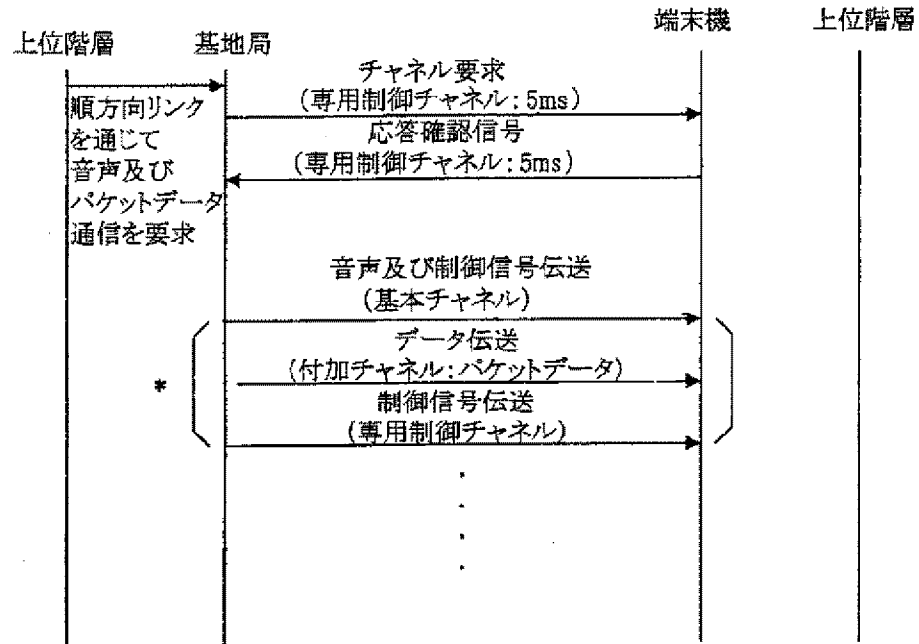 上位階層
基地局
端末機
上位階層
順方向リンク
を通じて
音声及び
パケットデータ
通信を要求
チャネル要求
(専用制御チャネル:5ms)
応答確認信号
(専用制御チャネル:5ms)
音声及び制御信号伝送
(基本チャネル)
データ伝送
(付加チャネル:パケットデータ)
*
制御信号伝送
(専用制御チャネル)